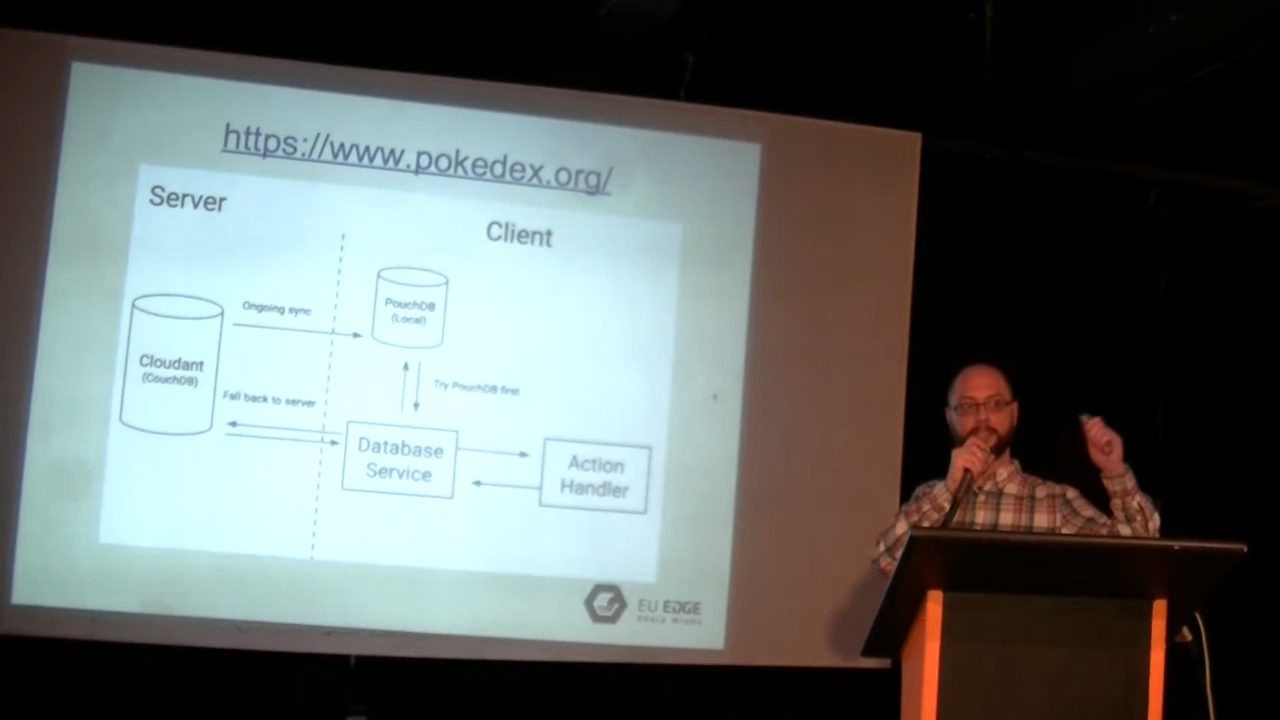 https://www.pokedex.org/
Server
Client
Ongoing sync
PouchDB
(Local)
Cloudant
(CouchDB)
Try PouchDB first
Fall back to server
Database
Service
Action
Handler
EU EDGE